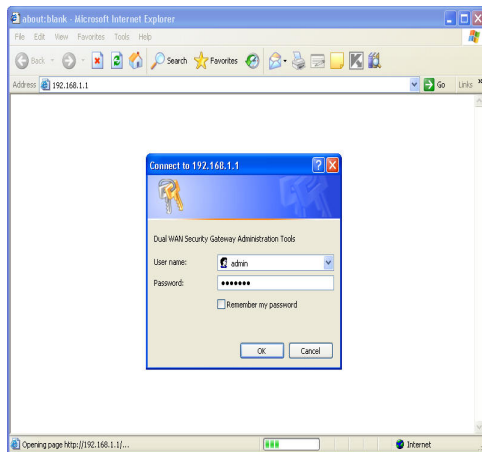 about:blank - Microsoft Internet Explorer
File Edit View Favorites Tools Help
Back Search Favorites
Address 192.168.1.1 Go Links »
Connect to 192.168.1.1
Dual WAN Security Gateway Administration Tools
User name: admin
Password: •••••••
Remember my password
OK Cancel
Opening page http://192.168.1.1/... Internet